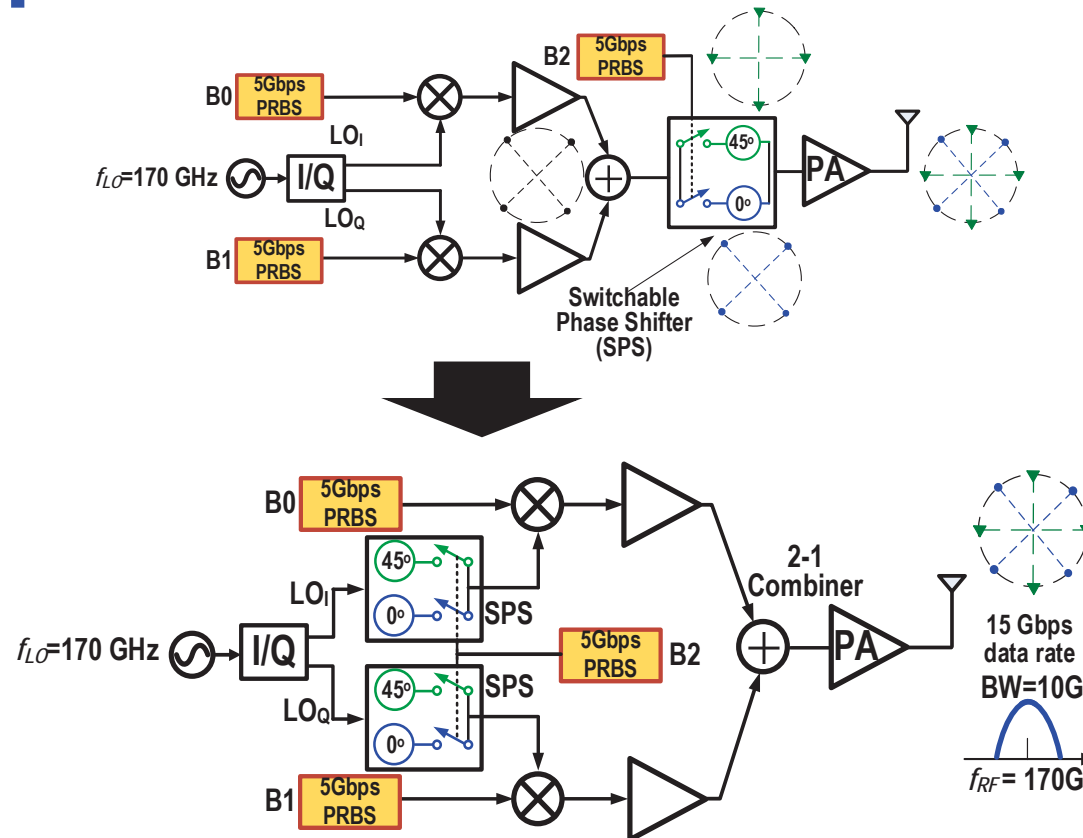 B2
5Gbps
PRBS
B0
5Gbps
PRBS
LOI
fLO=170 GHz
I/Q
LOQ
45º
0º
PA
B1
5Gbps
PRBS
Switchable
Phase Shifter
(SPS)
B0
5Gbps
PRBS
45º
0º
LOI
SPS
2-1
Combiner
fLO=170 GHz
I/Q
5Gbps
PRBS
B2
PA
15 Gbps
data rate
BW=10G
45º
0º
SPS
LOQ
B1
5Gbps
PRBS
fRF = 170G